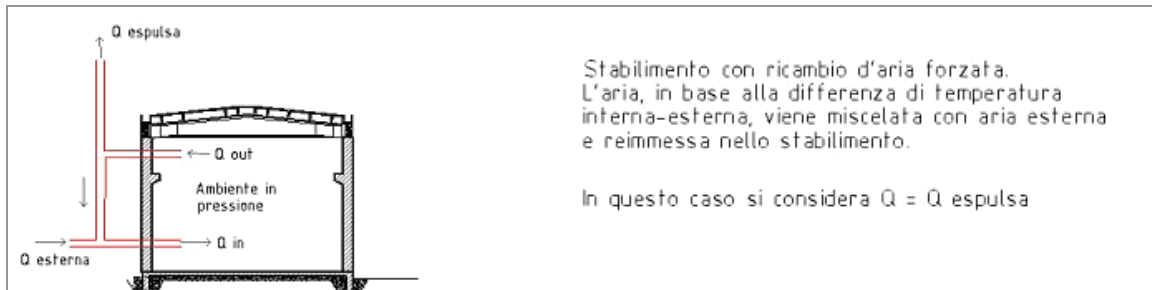 Q espulsa
Q out
Ambiente in
pressione
Q in
Q esterna
Stabilimento con ricambio d'aria forzata.
L'aria, in base alla differenza di temperatura
interna-esterna, viene miscelata con aria esterna
e reimmessa nello stabilimento.
In questo caso si considera Q = Q espulsa